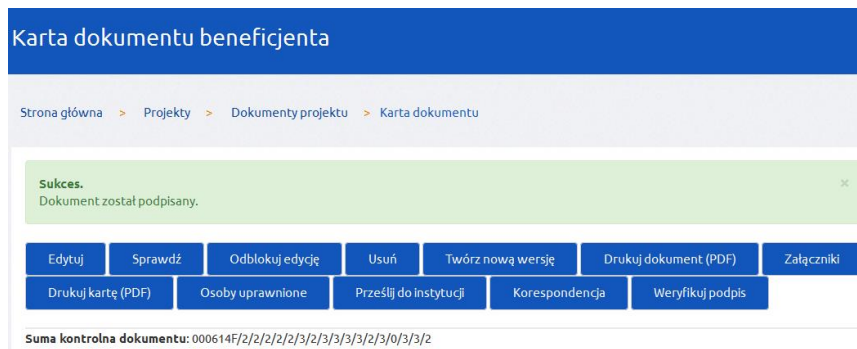 Karta dokumentu beneficjenta
Strona główna > Projekty > Dokumenty projektu > Karta dokumentu
Sukces. ×
Dokument został podpisany.
Edytuj Sprawdź Odblokuj edycję Usuń Twórz nową wersję Drukuj dokument (PDF) Załączniki
Drukuj kartę (PDF) Osoby uprawnione Prześlij do instytucji Korespondencja Weryfikuj podpis
Suma kontrolna dokumentu: 000614F/2/2/2/2/2/3/2/3/3/3/3/2/3/0/3/3/2